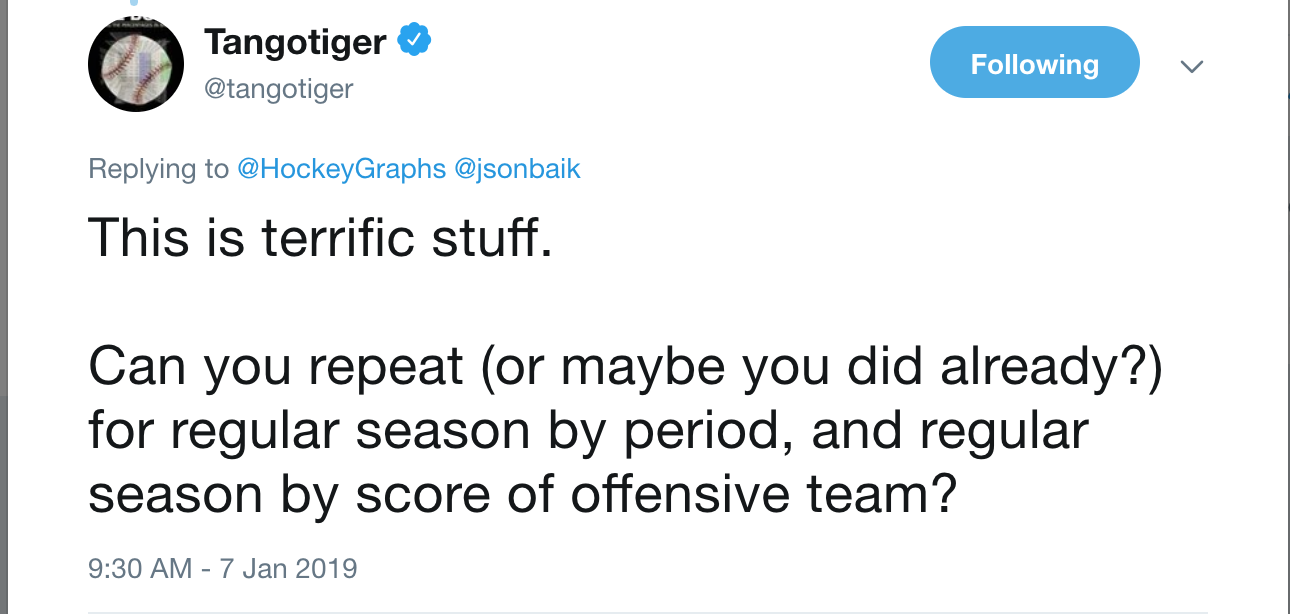 Tangotiger
@tangotiger
Following
Replying to @HockeyGraphs @jsonbaik
This is terrific stuff.
Can you repeat (or maybe you did already?)
for regular season by period, and regular
season by score of offensive team?
9:30 AM - 7 Jan 2019